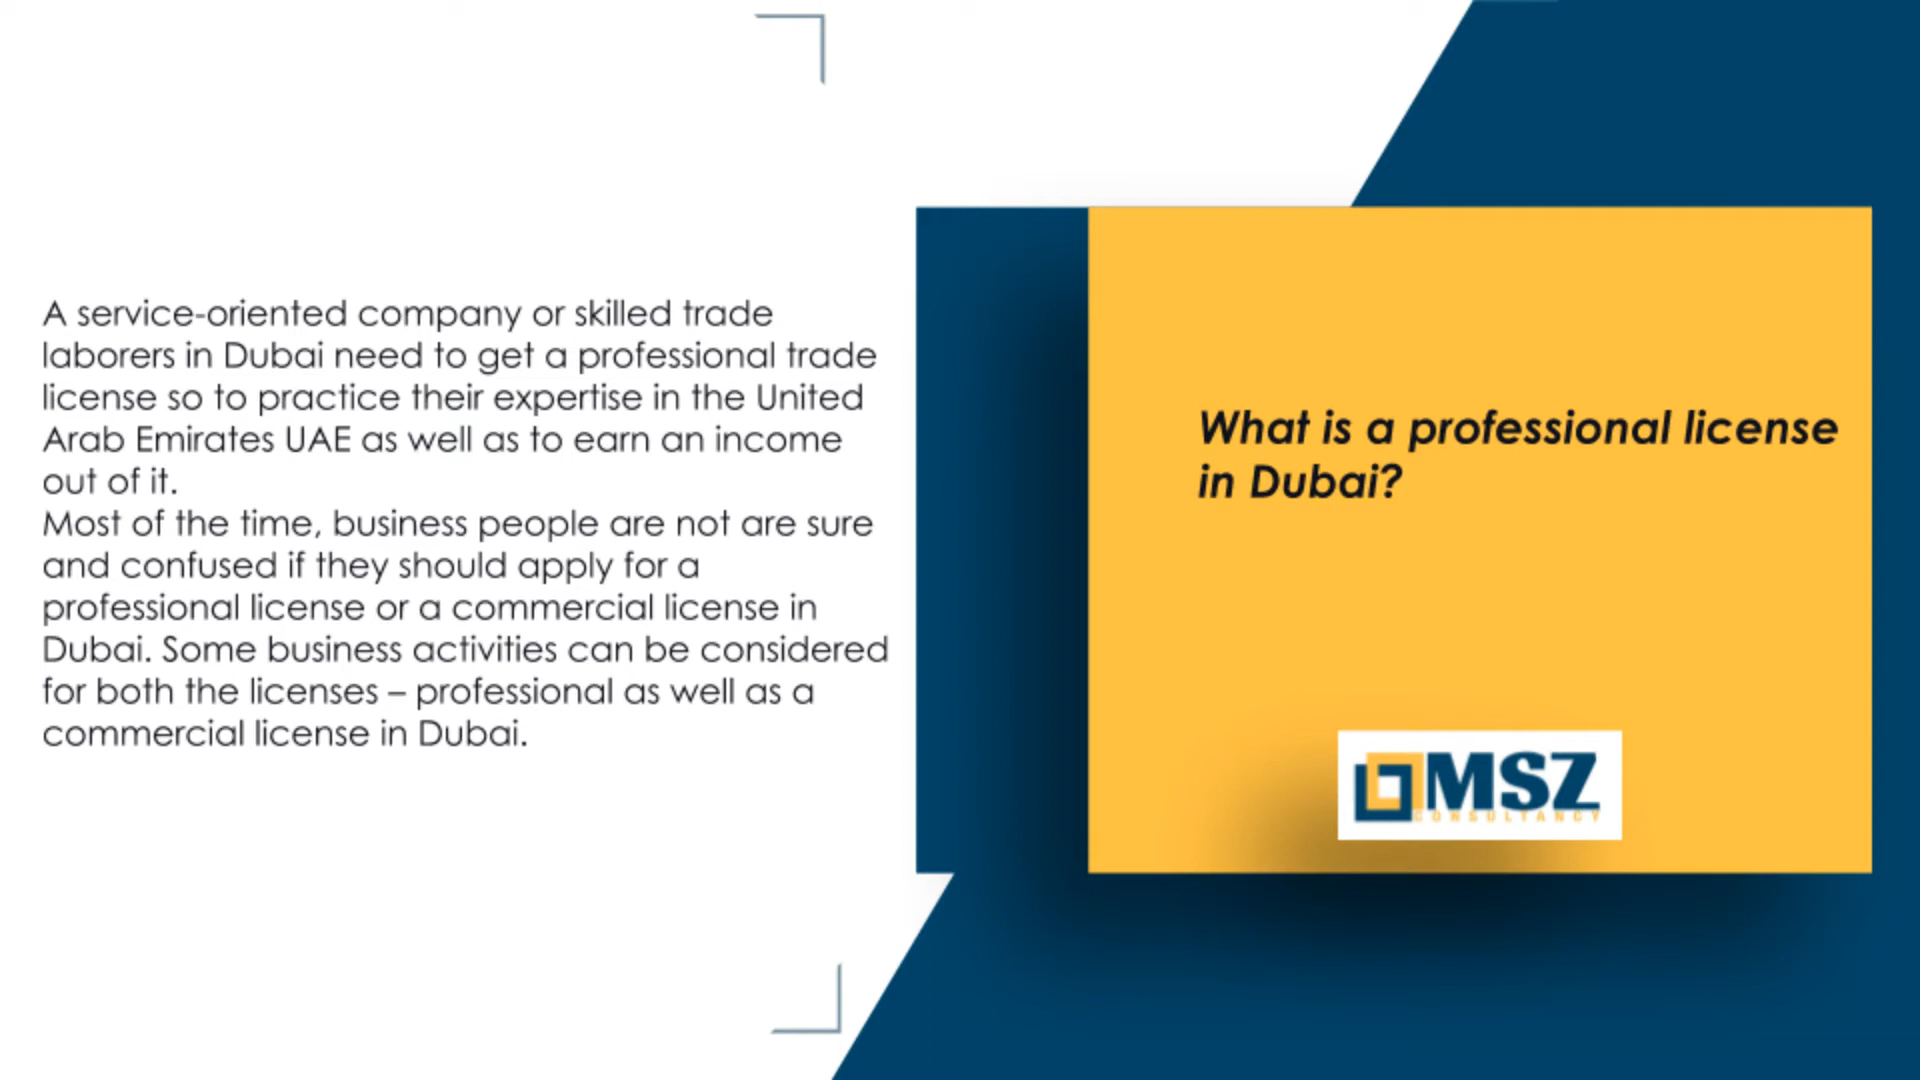 A service-oriented company or skilled trade
laborers in Dubai need to get a professional trade
license so to practice their expertise in the United
Arab Emirates UAE as well as to earn an income
out of it.
Most of the time, business people are not are sure
and confused if they should apply for a
professional license or a commercial license in
Dubai. Some business activities can be considered
for both the licenses – professional as well as a
commercial license in Dubai.
What is a professional license
in Dubai?
MSZ
CONSULTANCY